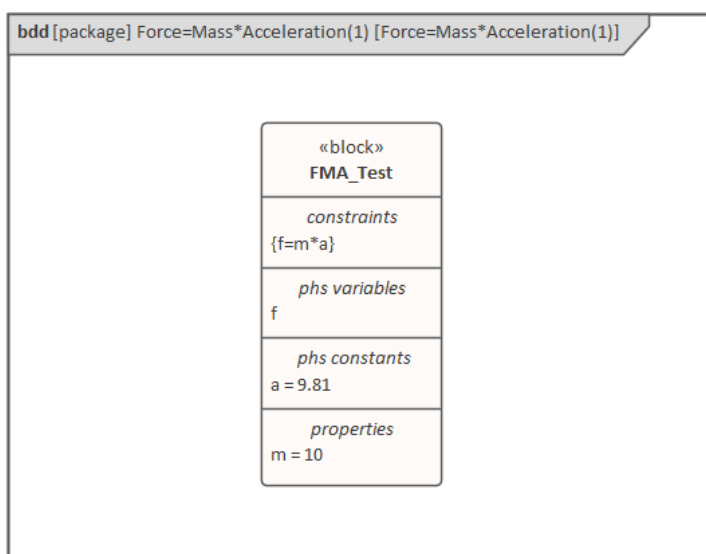 bdd [package] Force=Mass*Acceleration(1) [Force=Mass*Acceleration(1)]
«block»
FMA_Test
constraints
{f=m*a}
phs variables
f
phs constants
a = 9.81
properties
m = 10